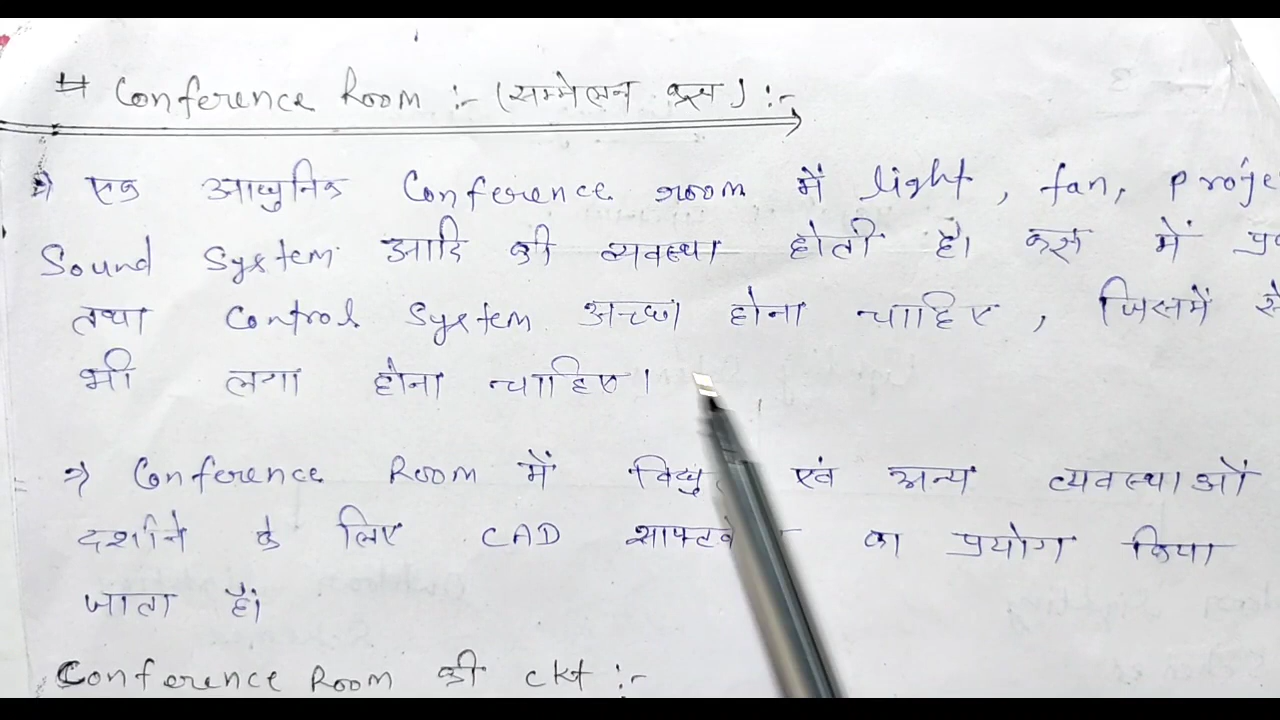 # Conference Room :- (सम्मेलन कक्ष) :-
⇒ एक आधुनिक Conference room में light, fan, Proje
Sound System आदि की व्यवस्था होती है। कक्ष में
तथा Control System अच्छा होना चाहिए, जिसमें
भी लगा होना चाहिए।
⇒ Conference Room में एवं अन्य व्यवस्थाओं
दर्शाने के लिए CAD का प्रयोग किया
जाता है।
Conference Room की ckt :-